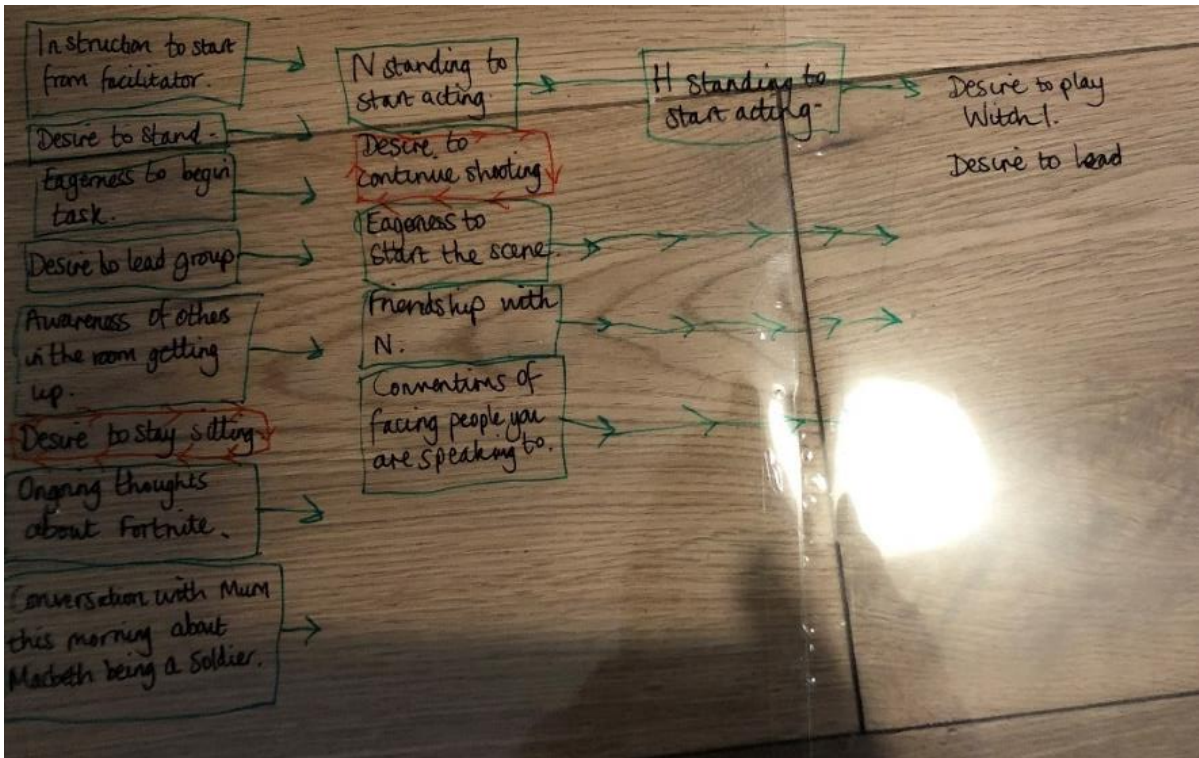 Instruction to start
from facilitator.
Desire to stand -
Eagerness to begin
task.
Desire to lead group
Awareness of others
in the room getting
up.
Desire to stay sitting
Ongoing thoughts
about Fortnite.
Conversation with Mum
this morning about
Macbeth being a soldier.
N standing to
start acting.
Desire to
continue shooting
Eagerness to
start the scene.
Friendship with
N.
Conventions of
facing people you
are speaking to.
H standing to
start acting-
Desire to play
Witch 1.
Desire to lead